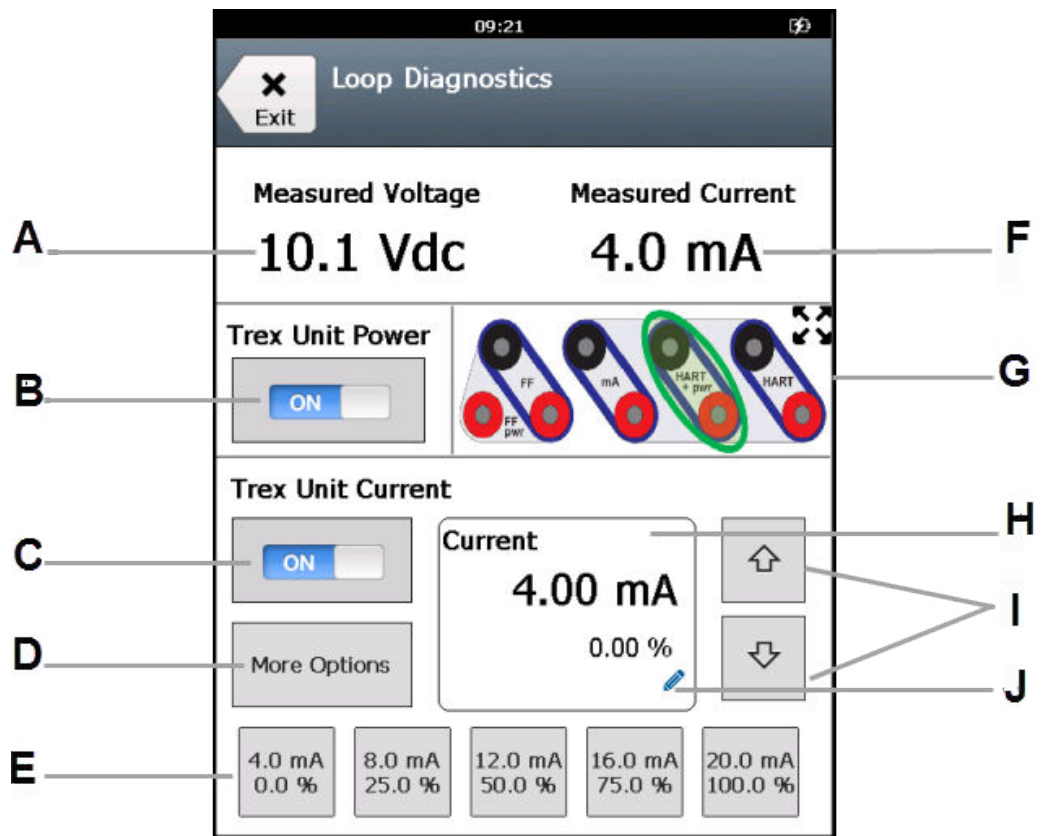 09:21
Loop Diagnostics
Exit
Measured Voltage
Measured Current
A
10.1 Vdc
4.0 mA
F
Trex Unit Power
B
ON
FF
FF
pwr
mA
HART
+ pwr
HART
G
Trex Unit Current
C
ON
Current
4.00 mA
0.00 %
H
I
D
More Options
J
E
4.0 mA
0.0 %
8.0 mA
25.0 %
12.0 mA
50.0 %
16.0 mA
75.0 %
20.0 mA
100.0 %